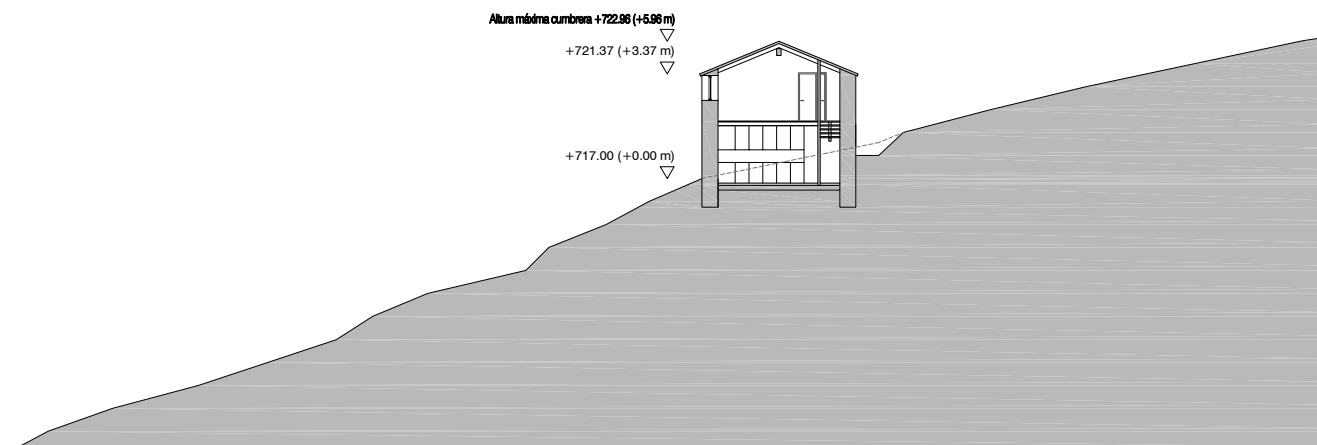 Altura máxima cumbrera +722.96 (+5.96 m)
+721.37 (+3.37 m)
+717.00 (+0.00 m)